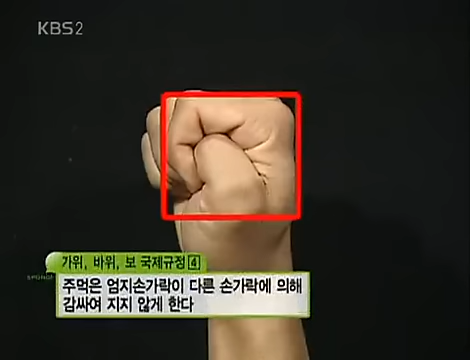 KBS2
가위, 바위, 보 국제규정 4
SPONGE
주먹은 엄지손가락이 다른 손가락에 의해
감싸여 지지 않게 한다